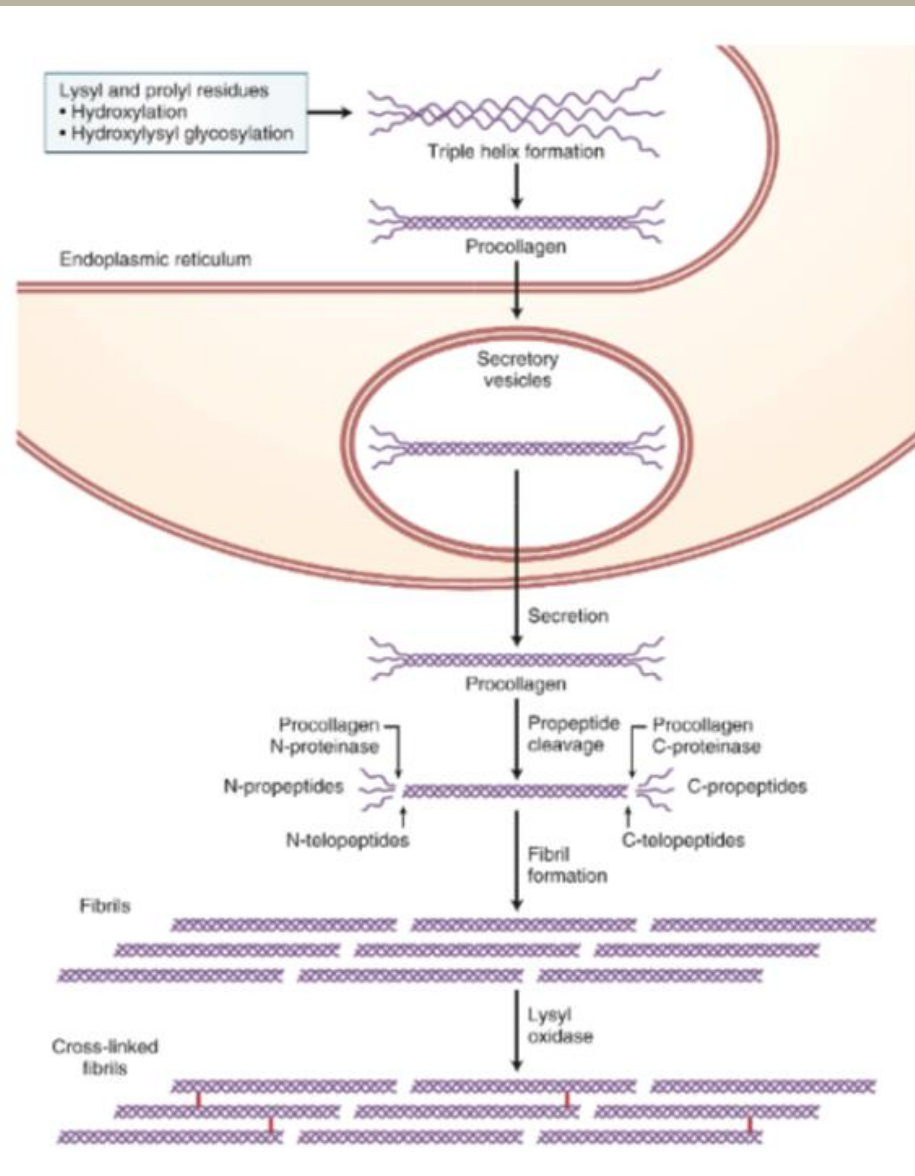 Lysyl and prolyl residues
• Hydroxylation
• Hydroxylysyl glycosylation
Triple helix formation
Procollagen
Endoplasmic reticulum
Secretory
vesicles
Secretion
Procollagen
Procollagen
N-proteinase
Propeptide
cleavage
Procollagen
C-proteinase
N-propeptides
C-propeptides
N-telopeptides
C-telopeptides
Fibril
formation
Fibrils
Lysyl
oxidase
Cross-linked
fibrils